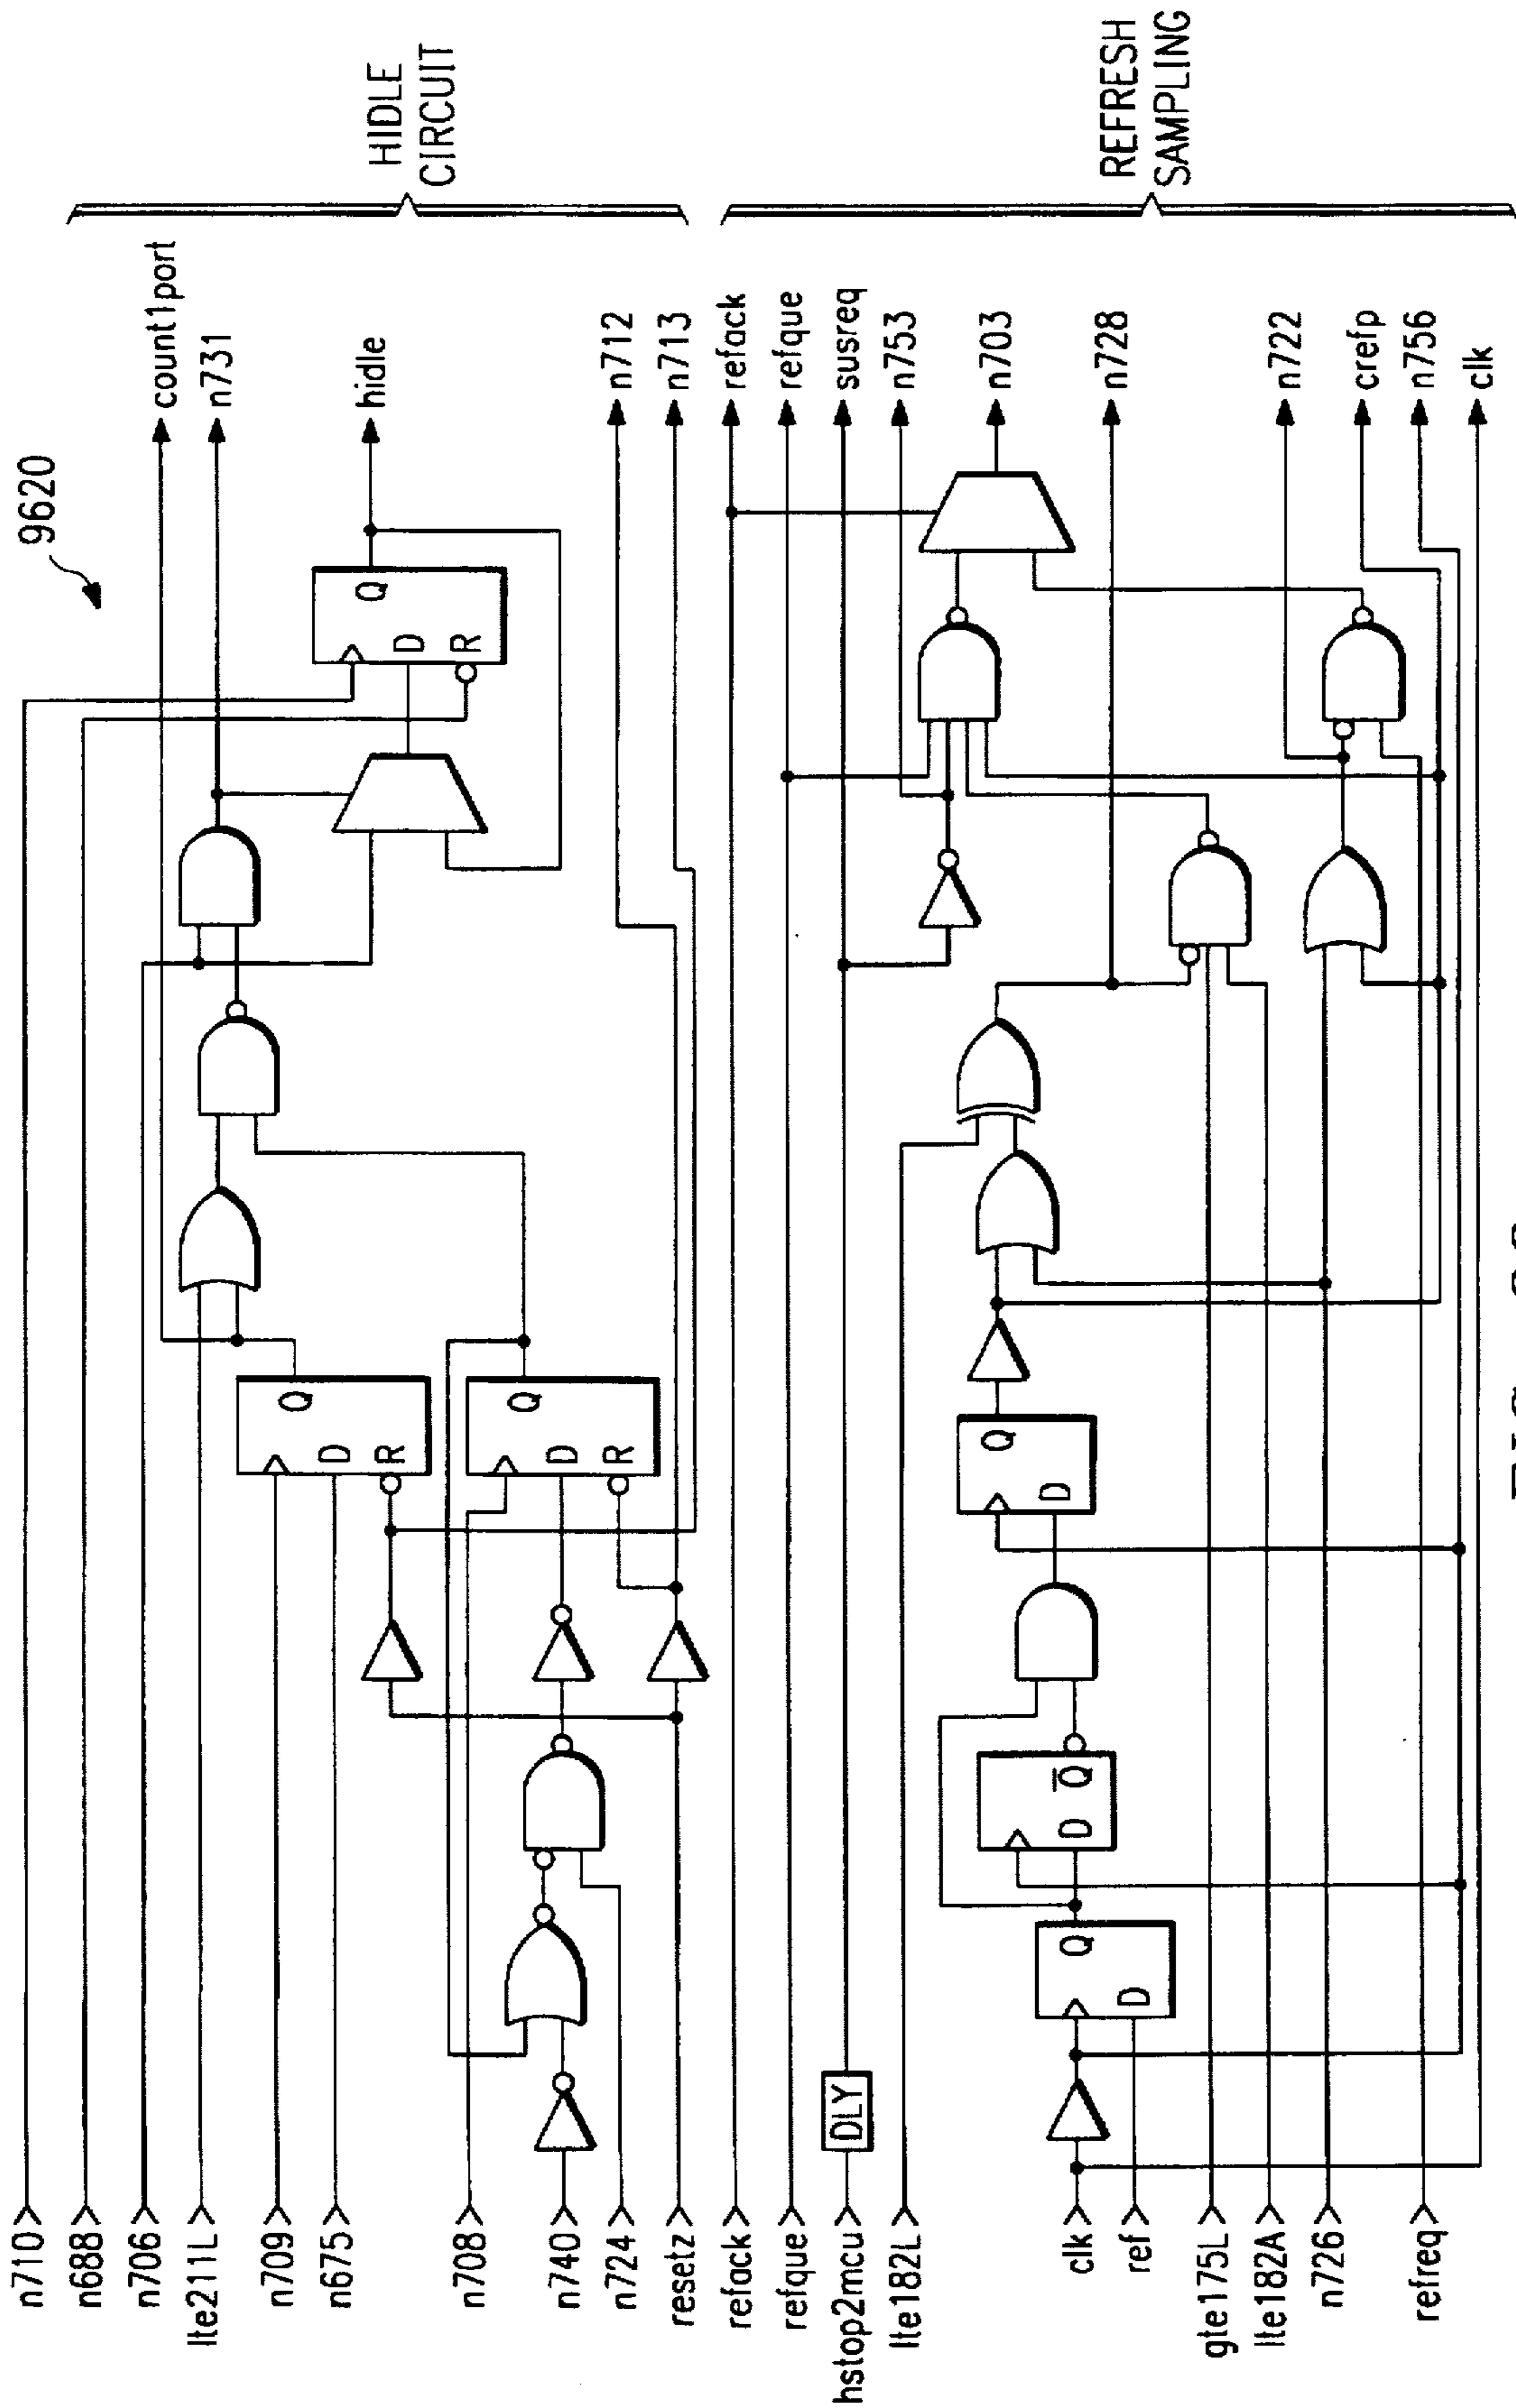 9620
n710
n688
n706
lte211L
n709
n675
n708
n740
n724
resetz
refack
refque
hstop2mcu
lte182L
clk
ref
gte175L
lte182A
n726
refreq
DLY
Q
D
R
Q
D
R
Q
D
R
Q
D
D
Q
D
Q
count1port
n731
hidle
n712
n713
refack
refque
susreq
n753
n703
n728
n722
crefp
n756
clk
HIDLE
CIRCUIT
REFRESH
SAMPLING